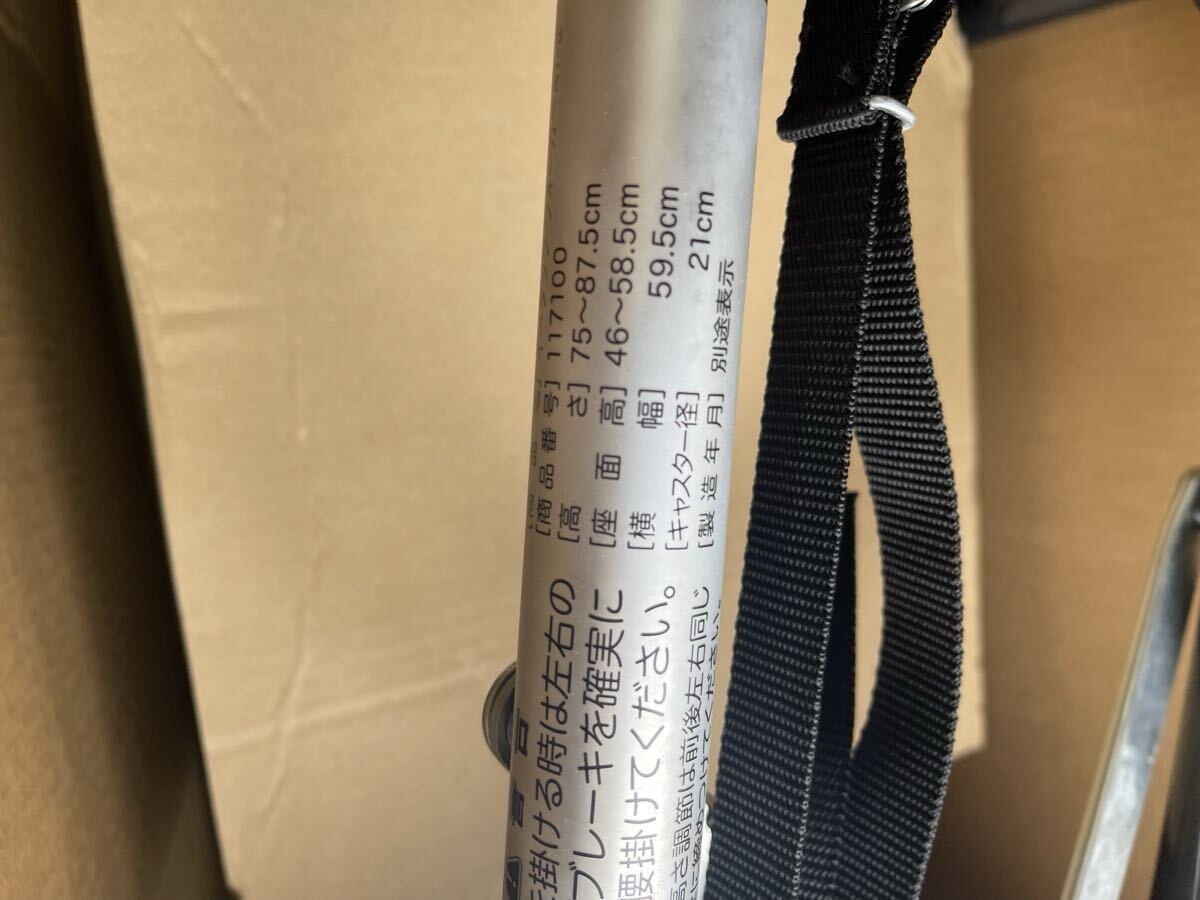 [商品番号] 117100
[高さ] 75～87.5cm
[座面高] 46～58.5cm
[横幅] 59.5cm
[キャスター径] 21cm
[製造年月] 別途表示
掛ける時は左右の
ブレーキを確実に
腰掛けてください。
高さ調節は前後左右同じ